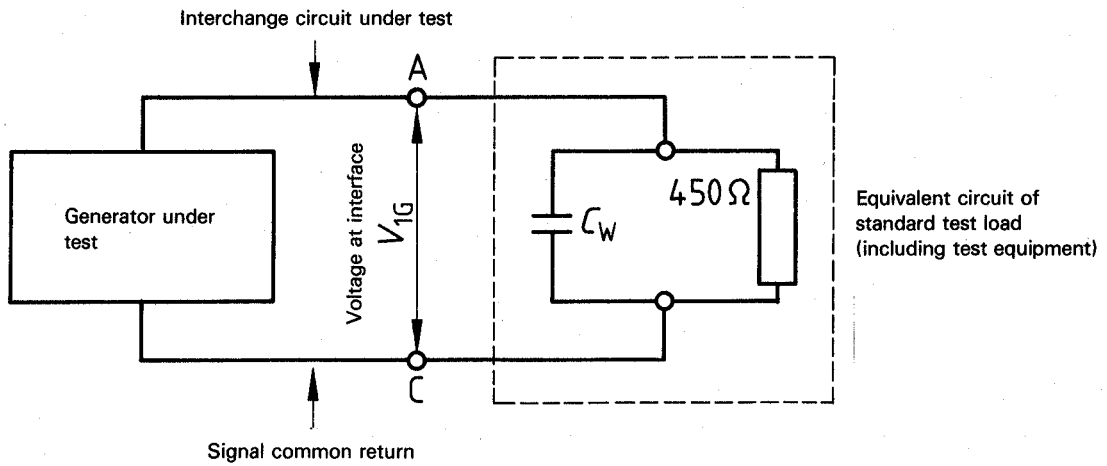 Interchange circuit under test
A
Generator under
test
Voltage at interface
V1G
CW
450Ω
Equivalent circuit of
standard test load
(including test equipment)
C
Signal common return